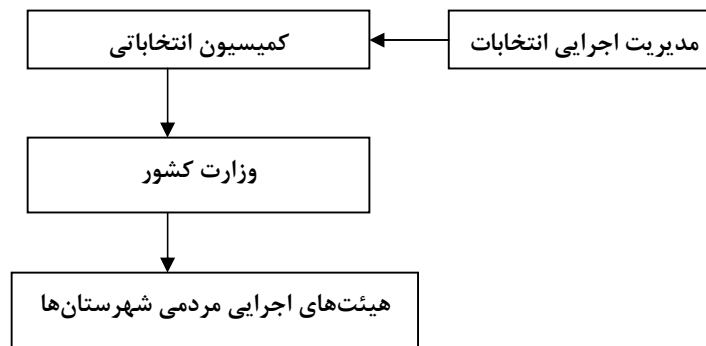 مدیریت اجرایی انتخابات
کمیسیون انتخاباتی
وزارت کشور
هیئت‌های اجرایی مردمی شهرستان‌ها